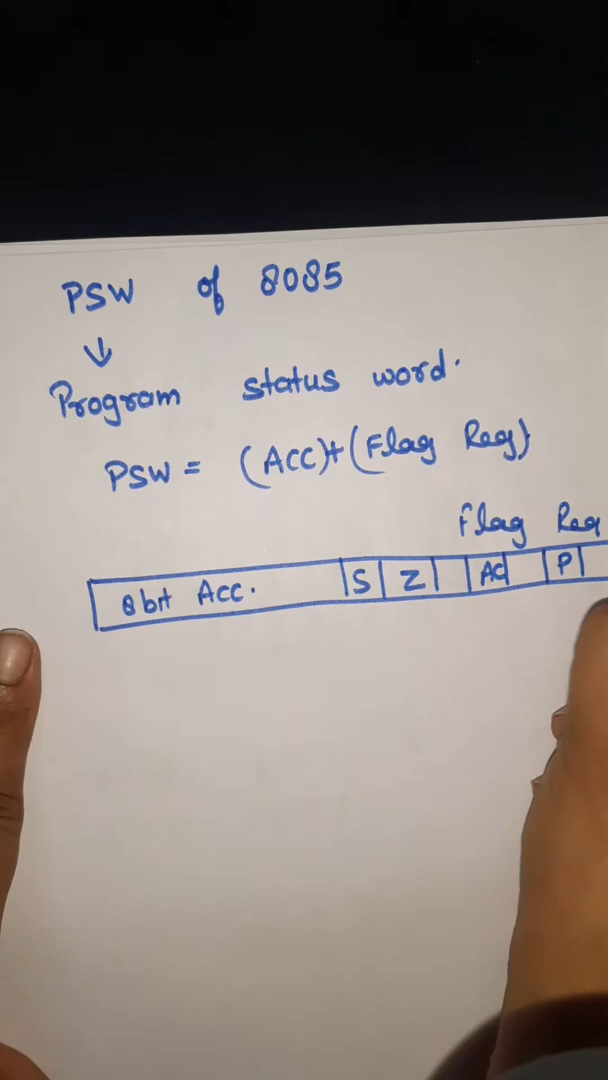 PSW of 8085
↓
Program status word.
PSW = (ACC)+(Flag Reg)
Flag Reg
8 bit Acc. S Z AC P